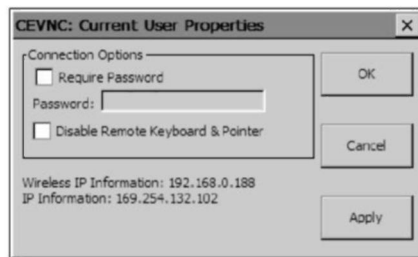 CEVNC: Current User Properties
Connection Options
Require Password
Password:
Disable Remote Keyboard & Pointer
OK
Cancel
Apply
Wireless IP Information: 192.168.0.188
IP Information: 169.254.132.102